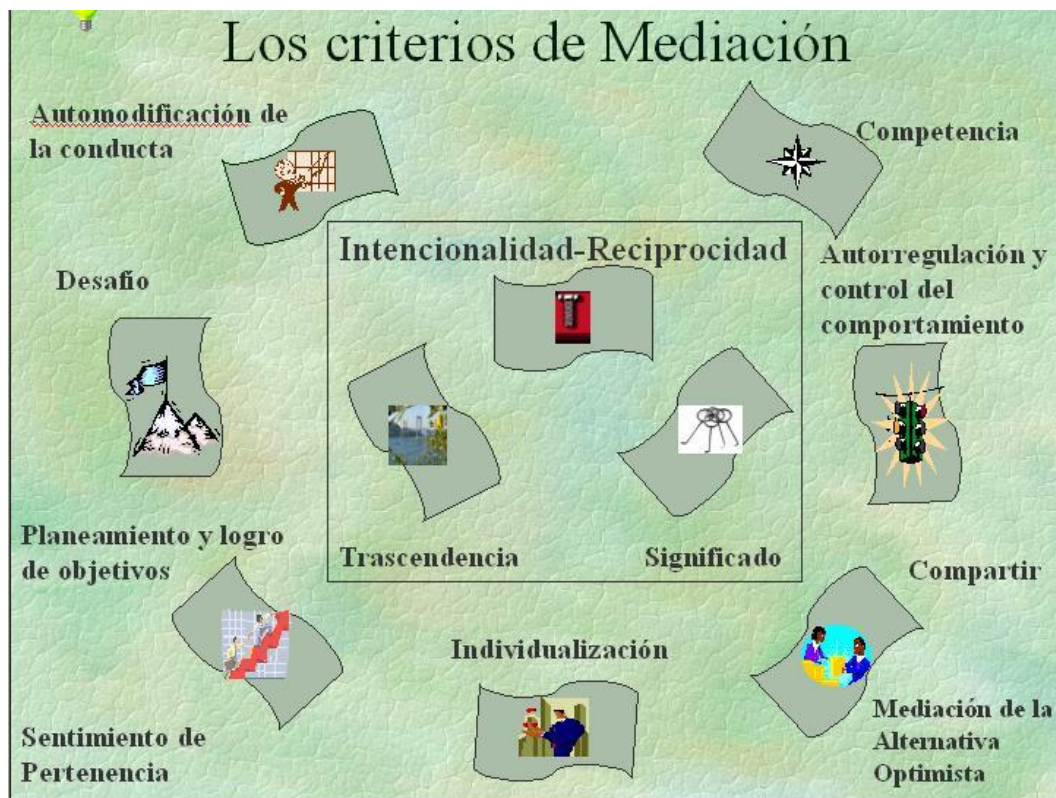 Los criterios de Mediación
Automodificación de
la conducta
Competencia
Intencionalidad-Reciprocidad
T
Desafío
Autorregulación y
control del
comportamiento
Trascendencia
Significado
Planeamiento y logro
de objetivos
Compartir
Individualización
Sentimiento de
Pertenencia
Mediación de la
Alternativa
Optimista